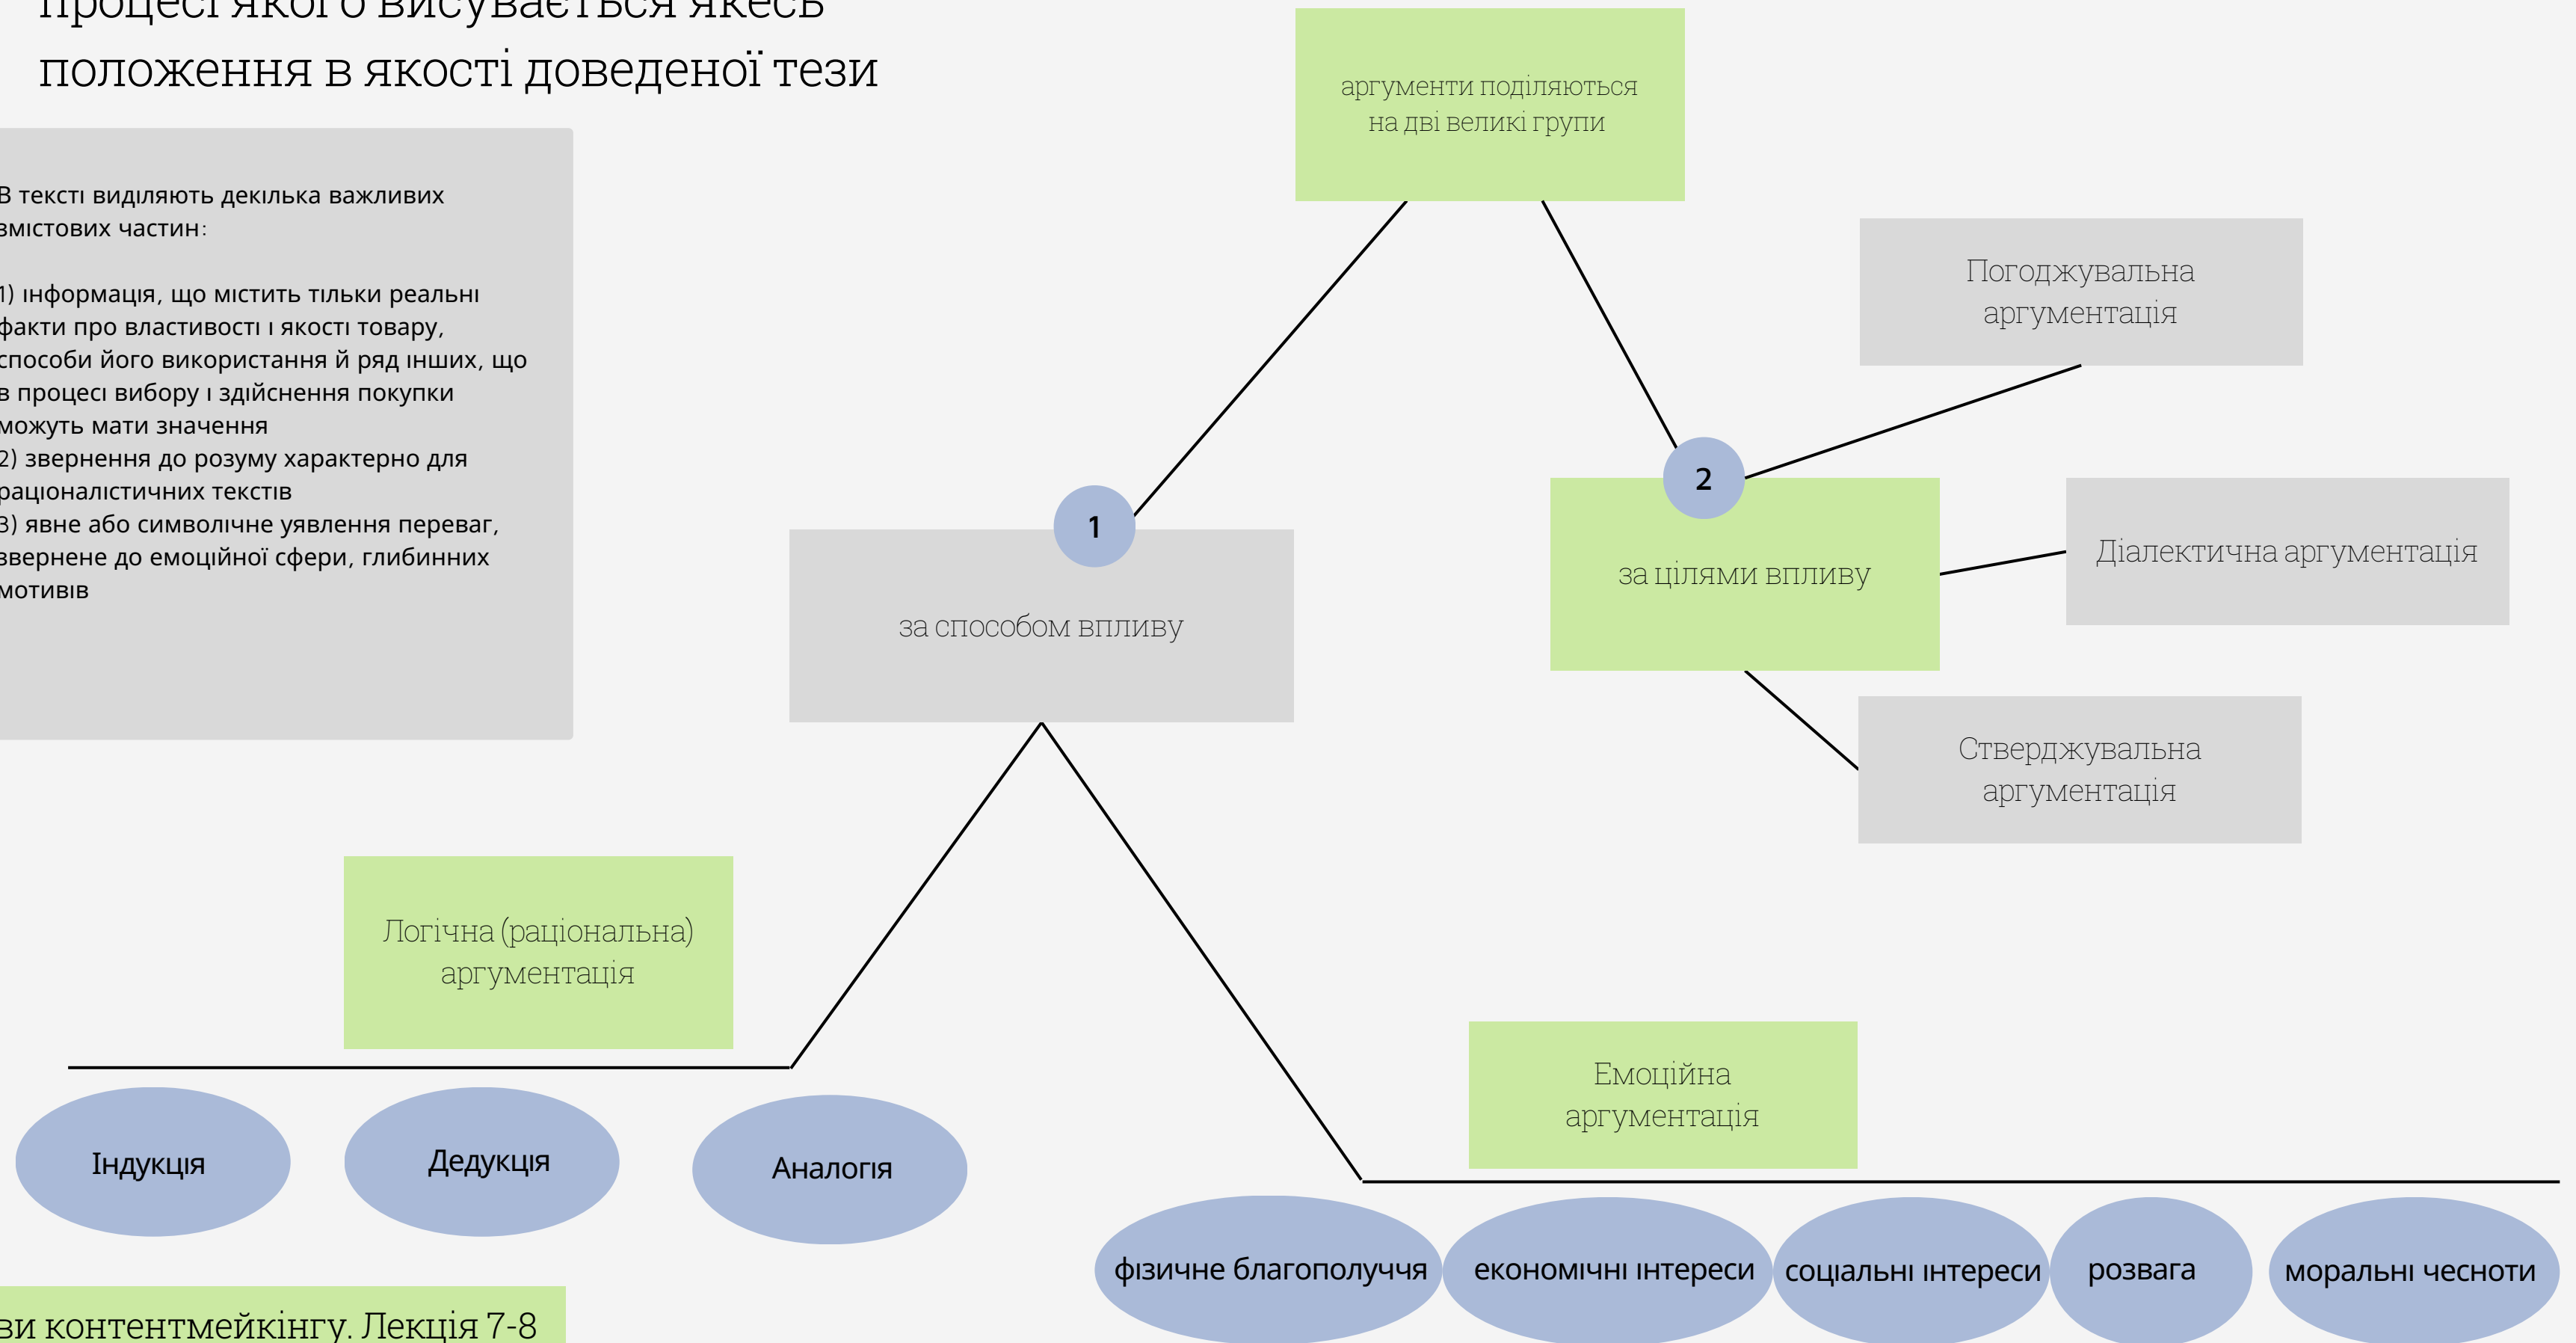 процесі якого висувається якесь
положення в якості доведеної тези
В тексті виділяють декілька важливих
змістових частин:
1) інформація, що містить тільки реальні
факти про властивості і якості товару,
способи його використання й ряд інших, що
в процесі вибору і здійснення покупки
можуть мати значення
2) звернення до розуму характерно для
раціоналістичних текстів
3) явне або символічне уявлення переваг,
звернене до емоційної сфери, глибинних
мотивів
аргументи поділяються
на дві великі групи
1
за способом впливу
2
за цілями впливу
Погоджувальна
аргументація
Діалектична аргументація
Стверджувальна
аргументація
Логічна (раціональна)
аргументація
Індукція
Дедукція
Аналогія
Емоційна
аргументація
фізичне благополуччя
економічні інтереси
соціальні інтереси
розвага
моральні чесноти
ви контентмейкінгу. Лекція 7-8